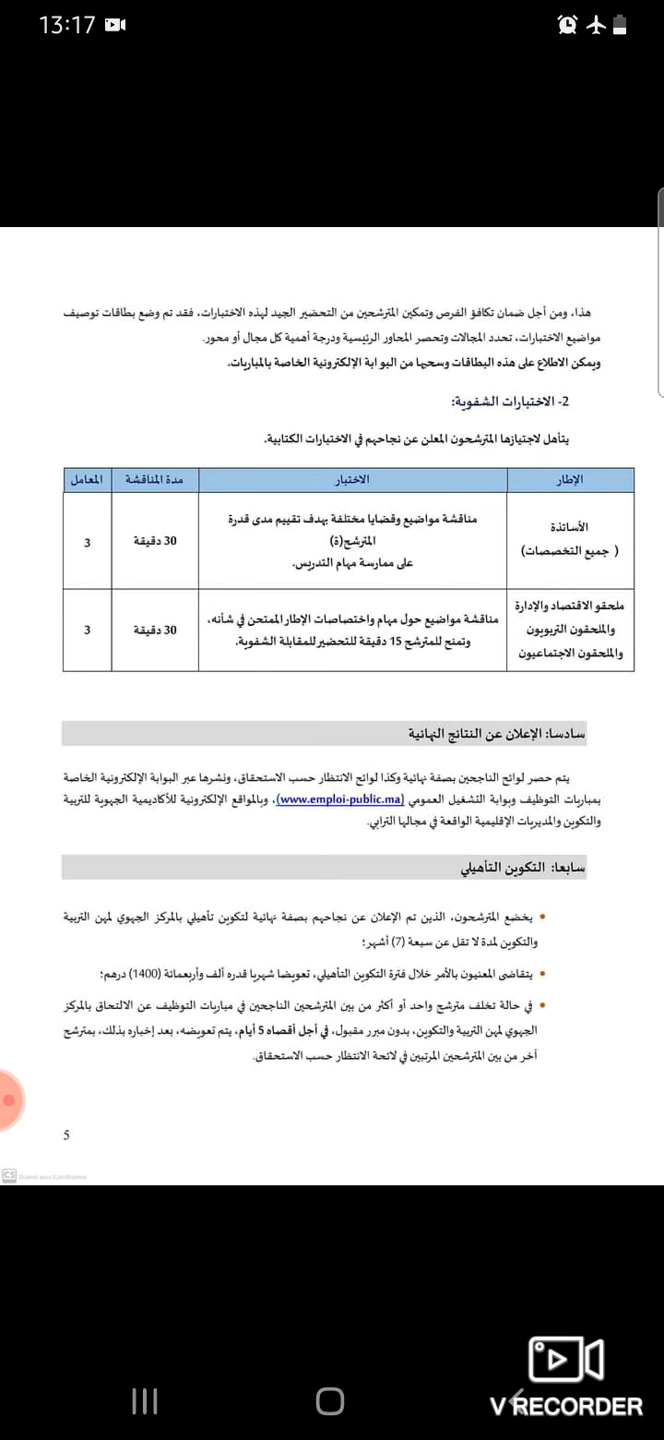 13:17
هذا، ومن أجل ضمان تكافؤ الفرص وتمكين المترشحين من التحضير الجيد لهذه الاختبارات، فقد تم وضع بطاقات توصيف
مواضيع الاختبارات، تحدد المجالات وتحصر المحاور الرئيسية ودرجة أهمية كل مجال أو محور.
ويمكن الاطلاع على هذه البطاقات وسحبها من البوابة الإلكترونية الخاصة بالمباريات.
2- الاختبارات الشفوية:
يتأهل لاجتيازها المترشحون المعلن عن نجاحهم في الاختبارات الكتابية.
الإطار الاختبار مدة المناقشة المعامل
الأساتذة
( جميع التخصصات)
مناقشة مواضيع وقضايا مختلفة بهدف تقييم مدى قدرة
المترشح(ة)
على ممارسة مهام التدريس.
30 دقيقة
3
ملحقو الاقتصاد والإدارة
والملحقون التربويون
والملحقون الاجتماعيون
مناقشة مواضيع حول مهام واختصاصات الإطار الممتحن في شأنه،
وتمنح للمترشح 15 دقيقة للتحضير للمقابلة الشفوية.
30 دقيقة
3
سادسا: الإعلان عن النتائج النهائية
يتم حصر لوائح الناجحين بصفة نهائية وكذا لوائح الانتظار حسب الاستحقاق، ونشرها عبر البوابة الإلكترونية الخاصة
بمباريات التوظيف وبوابة التشغيل العمومي (www.emploi-public.ma)، وبالمواقع الإلكترونية للأكاديمية الجهوية للتربية
والتكوين والمديريات الإقليمية الواقعة في مجالها الترابي.
سابعا: التكوين التأهيلي
• يخضع المترشحون، الذين تم الإعلان عن نجاحهم بصفة نهائية لتكوين تأهيلي بالمركز الجهوي لمهن التربية
والتكوين لمدة لا تقل عن سبعة (7) أشهر؛
• يتقاضى المعنيون بالأمر خلال فترة التكوين التأهيلي، تعويضا شهريا قدره ألف وأربعمائة (1400) درهم؛
• في حالة تخلف مترشح واحد أو أكثر من بين المترشحين الناجحين في مباريات التوظيف عن الالتحاق بالمركز
الجهوي لمهن التربية والتكوين، بدون مبرر مقبول، في أجل أقصاه 5 أيام، يتم تعويضه، بعد إخباره بذلك، بمترشح
آخر من بين المترشحين المرتبين في لائحة الانتظار حسب الاستحقاق.
5
CS
V RECORDER